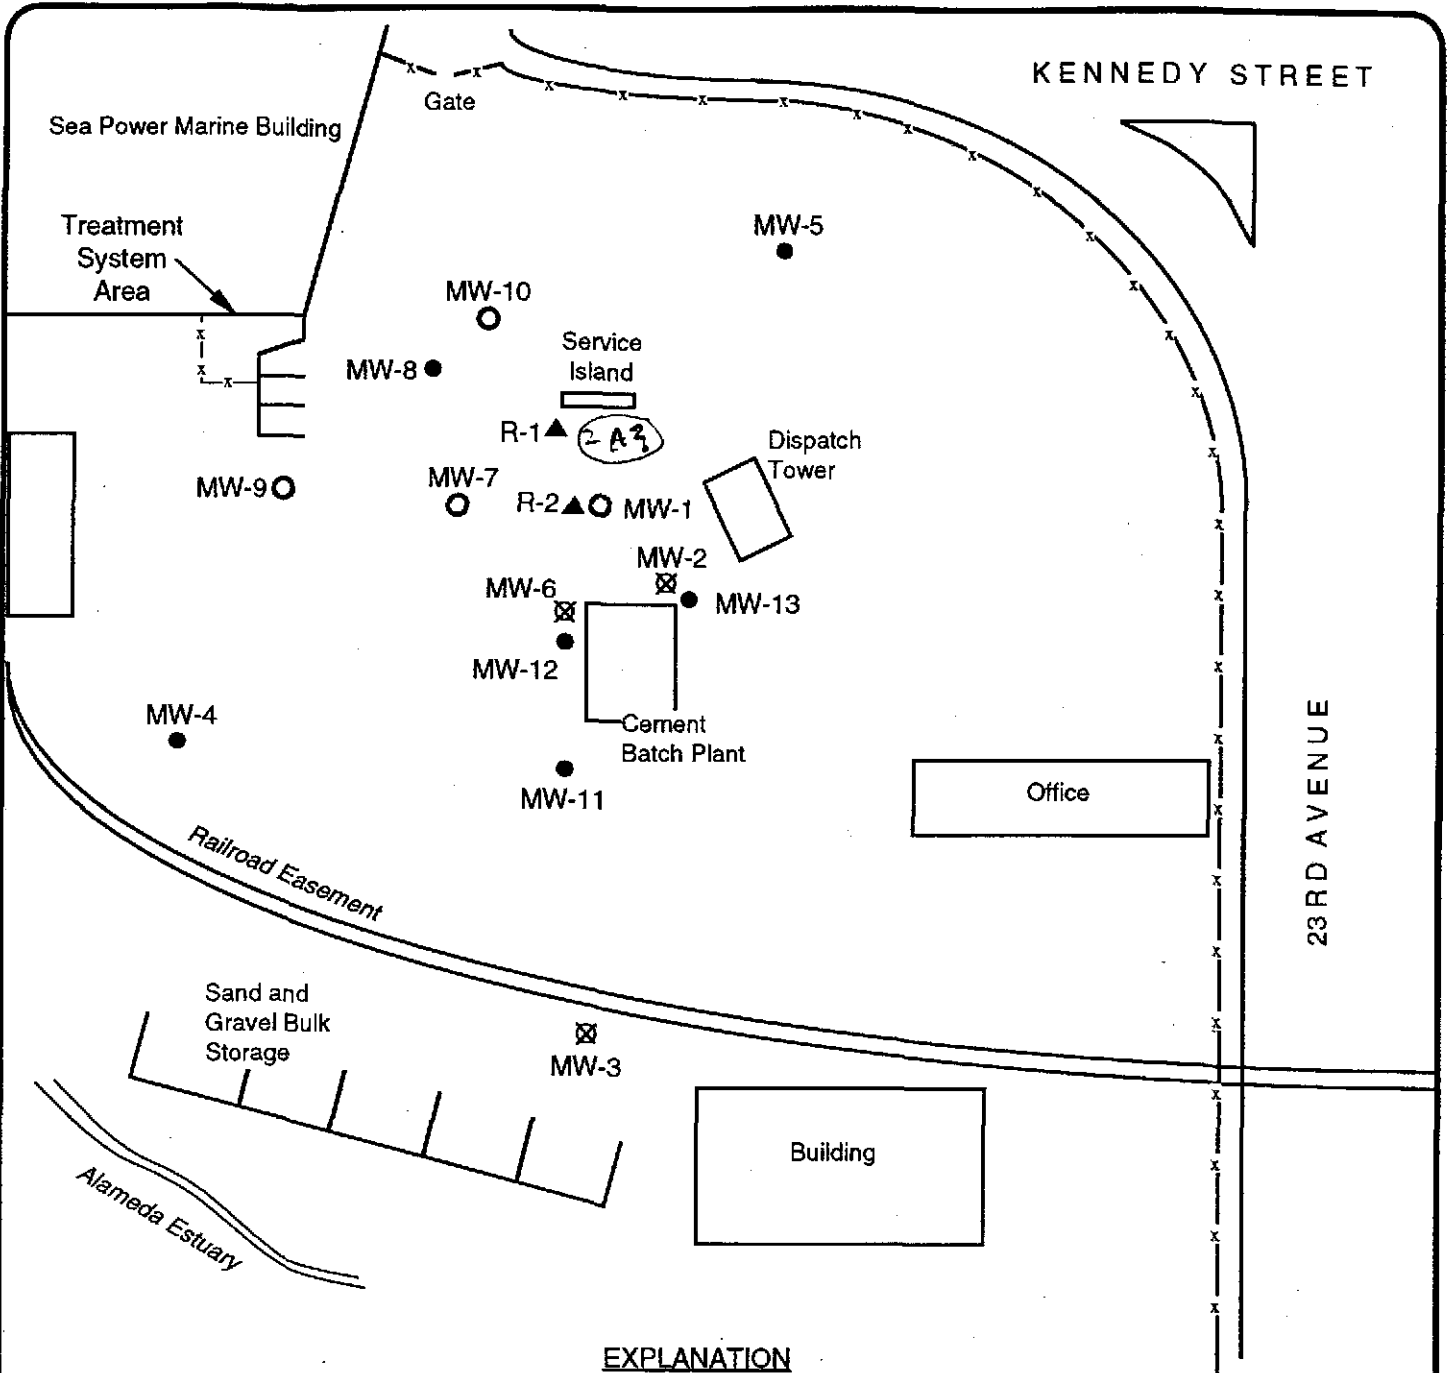 KENNEDY STREET
Gate
Sea Power Marine Building
Treatment
System
Area
MW-5
MW-10
Service
Island
MW-8
R-1
Dispatch
Tower
MW-9
MW-7
R-2
MW-1
MW-2
MW-6
MW-13
MW-12
MW-4
Cement
Batch Plant
MW-11
Office
23RD AVENUE
Railroad Easement
Sand and
Gravel Bulk
Storage
MW-3
Building
Alameda Estuary
EXPLANATION